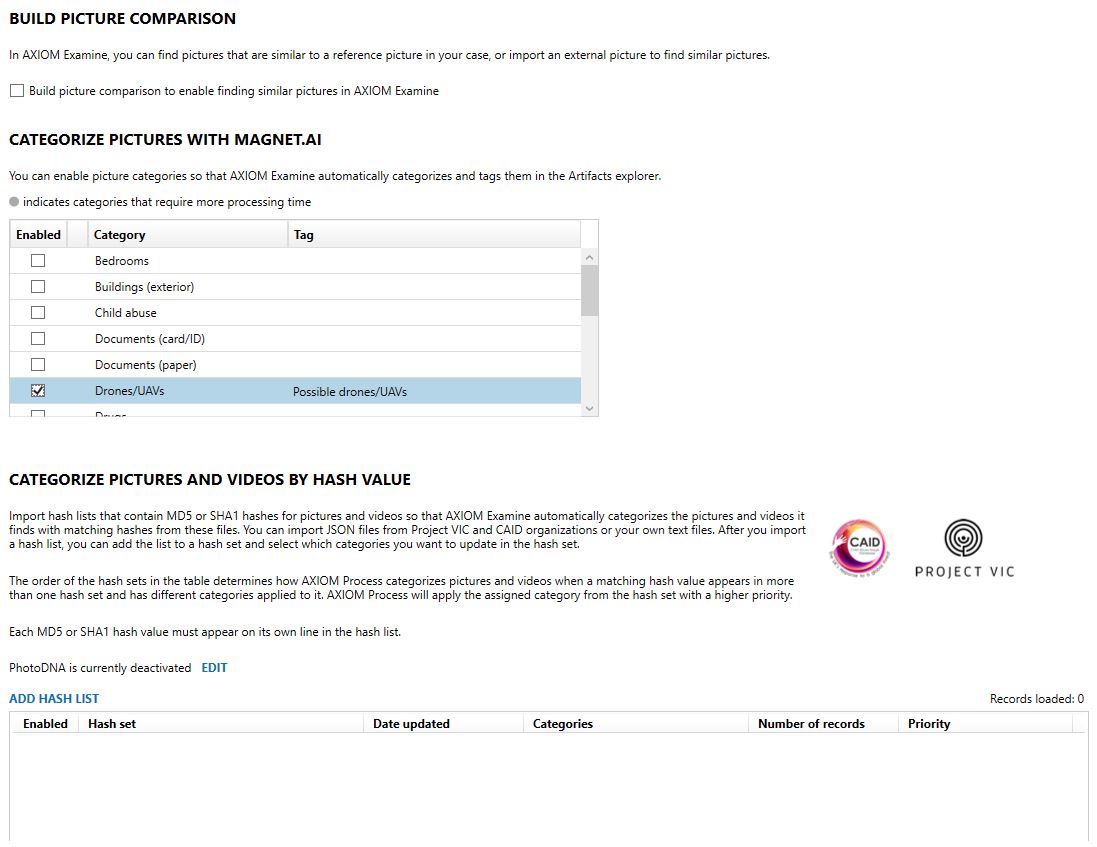 BUILD PICTURE COMPARISON
In AXIOM Examine, you can find pictures that are similar to a reference picture in your case, or import an external picture to find similar pictures.
Build picture comparison to enable finding similar pictures in AXIOM Examine
CATEGORIZE PICTURES WITH MAGNET.AI
You can enable picture categories so that AXIOM Examine automatically categorizes and tags them in the Artifacts explorer.
indicates categories that require more processing time
Enabled Category Tag
Bedrooms
Buildings (exterior)
Child abuse
Documents (card/ID)
Documents (paper)
Drones/UAVs Possible drones/UAVs
Drugs
CATEGORIZE PICTURES AND VIDEOS BY HASH VALUE
Import hash lists that contain MD5 or SHA1 hashes for pictures and videos so that AXIOM Examine automatically categorizes the pictures and videos it
finds with matching hashes from these files. You can import JSON files from Project VIC and CAID organizations or your own text files. After you import
a hash list, you can add the list to a hash set and select which categories you want to update in the hash set.
CAID
PROJECT VIC
The order of the hash sets in the table determines how AXIOM Process categorizes pictures and videos when a matching hash value appears in more
than one hash set and has different categories applied to it. AXIOM Process will apply the assigned category from the hash set with a higher priority.
Each MD5 or SHA1 hash value must appear on its own line in the hash list.
PhotoDNA is currently deactivated EDIT
ADD HASH LIST Records loaded: 0
Enabled Hash set Date updated Categories Number of records Priority